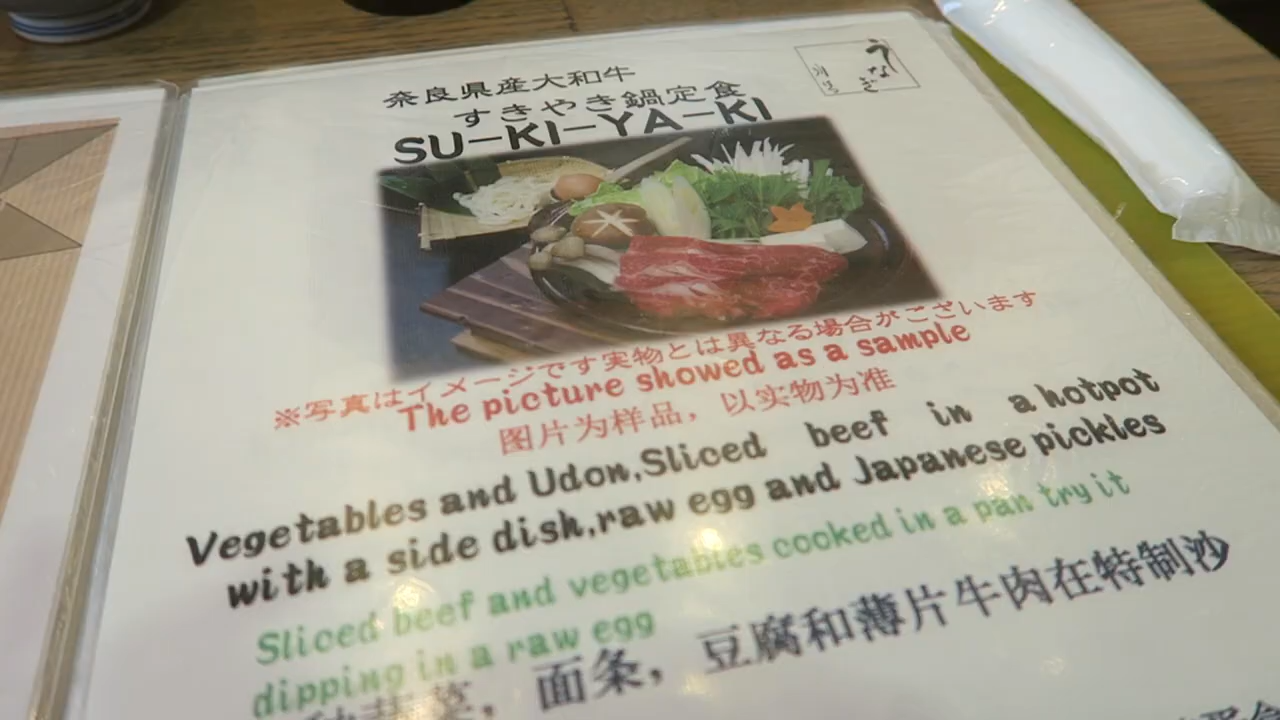 奈良県産大和牛
すきやき鍋定食
SU-KI-YA-KI
うなぎ
※写真はイメージです実物とは異なる場合がございます
The picture showed as a sample
图片为样品，以实物为准
Vegetables and Udon,Sliced beef in a hotpot
with a side dish,raw egg and Japanese pickles
Sliced beef and vegetables cooked in a pan try it
dipping in a raw egg
菜，面条，豆腐和薄片牛肉在特制沙